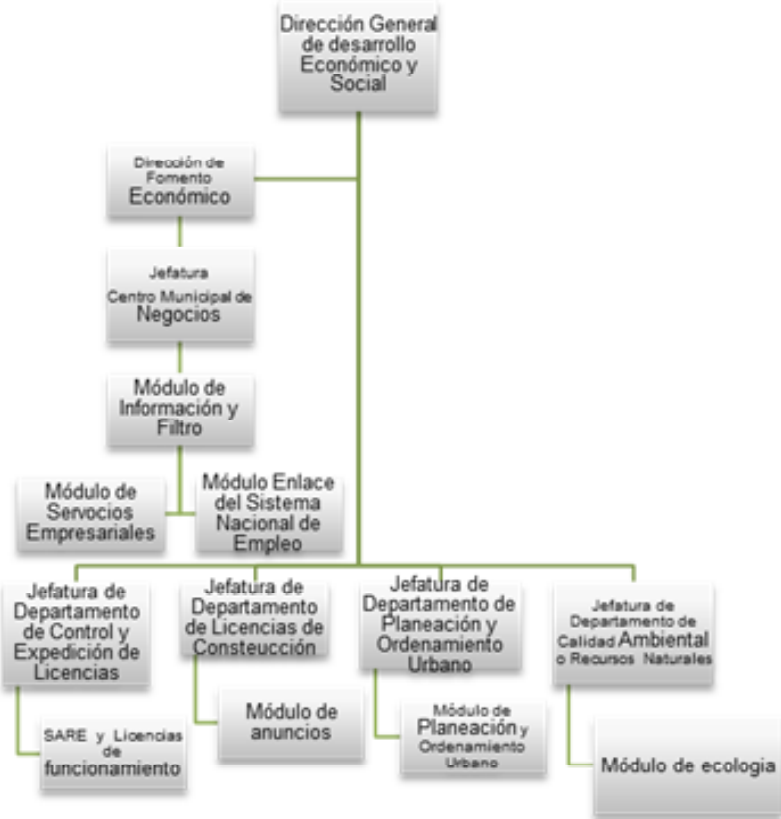 Dirección General
de desarrollo
Económico y
Social
Dirección de
Fomento
Económico
Jefatura
Centro Municipal de
Negocios
Módulo de
Información y
Filtro
Módulo de
Servocios
Empresariales
Módulo Enlace
del Sistema
Nacional de
Empleo
Jefatura de
Departamento
de Control y
Expedición de
Licencias
Jefatura de
Departamento
de Licencias de
Consteucción
Jefatura de
Departamento de
Planeación y
Ordenamiento
Urbano
Jefatura de
Departamento de
Calidad Ambiental
o Recursos Naturales
SARE y Licencias
de
funcionamiento
Módulo de
anuncios
Módulo de
Planeación y
Ordenamiento
Urbano
Módulo de ecologia